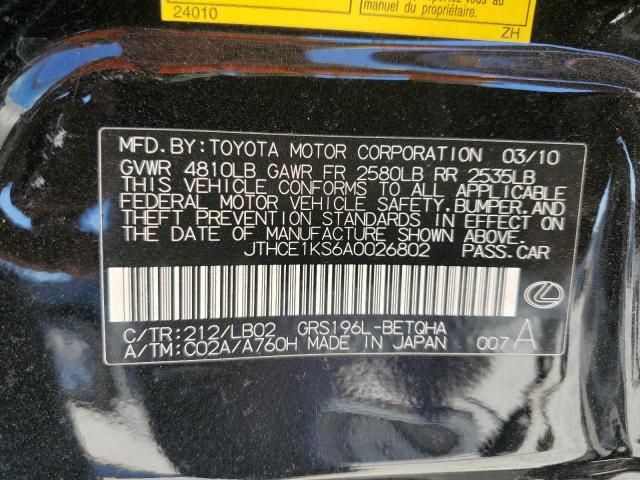 manuel du propriétaire.
24010
ZH
MFD. BY: TOYOTA MOTOR CORPORATION 03/10
GVWR 4810LB GAWR FR 2580LB RR 2535LB
THIS VEHICLE CONFORMS TO ALL APPLICABLE
FEDERAL MOTOR VEHICLE SAFETY, BUMPER, AND
THEFT PREVENTION STANDARDS IN EFFECT ON
THE DATE OF MANUFACTURE SHOWN ABOVE.
JTHCE1KS6A0026802 PASS. CAR
C/TR: 212/LB02 GRS196L-BETQHA
A/TM: C02A/A760H MADE IN JAPAN 007 A